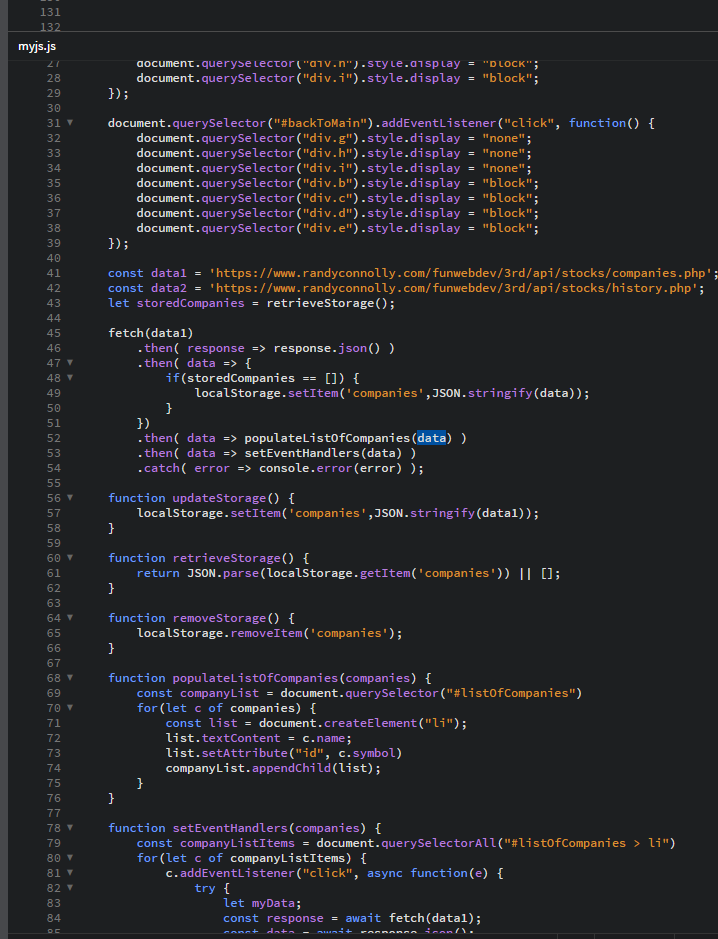 131
132
myjs.js
27 document.querySelector("div.h").style.display = "block";
28 document.querySelector("div.i").style.display = "block";
29 });
30
31 document.querySelector("#backToMain").addEventListener("click", function() {
32 document.querySelector("div.g").style.display = "none";
33 document.querySelector("div.h").style.display = "none";
34 document.querySelector("div.i").style.display = "none";
35 document.querySelector("div.b").style.display = "block";
36 document.querySelector("div.c").style.display = "block";
37 document.querySelector("div.d").style.display = "block";
38 document.querySelector("div.e").style.display = "block";
39 });
40
41 const data1 = 'https://www.randyconnolly.com/funwebdev/3rd/api/stocks/companies.php';
42 const data2 = 'https://www.randyconnolly.com/funwebdev/3rd/api/stocks/history.php';
43 let storedCompanies = retrieveStorage();
44
45 fetch(data1)
46 .then( response => response.json() )
47 .then( data => {
48 if(storedCompanies == []) {
49 localStorage.setItem('companies',JSON.stringify(data));
50 }
51 })
52 .then( data => populateListOfCompanies(data) )
53 .then( data => setEventHandlers(data) )
54 .catch( error => console.error(error) );
55
56 function updateStorage() {
57 localStorage.setItem('companies',JSON.stringify(data1));
58 }
59
60 function retrieveStorage() {
61 return JSON.parse(localStorage.getItem('companies')) || [];
62 }
63
64 function removeStorage() {
65 localStorage.removeItem('companies');
66 }
67
68 function populateListOfCompanies(companies) {
69 const companyList = document.querySelector("#listOfCompanies")
70 for(let c of companies) {
71 const list = document.createElement("li");
72 list.textContent = c.name;
73 list.setAttribute("id", c.symbol)
74 companyList.appendChild(list);
75 }
76 }
77
78 function setEventHandlers(companies) {
79 const companyListItems = document.querySelectorAll("#listOfCompanies > li")
80 for(let c of companyListItems) {
81 c.addEventListener("click", async function(e) {
82 try {
83 let myData;
84 const response = await fetch(data1);
85 const data = await response.json();